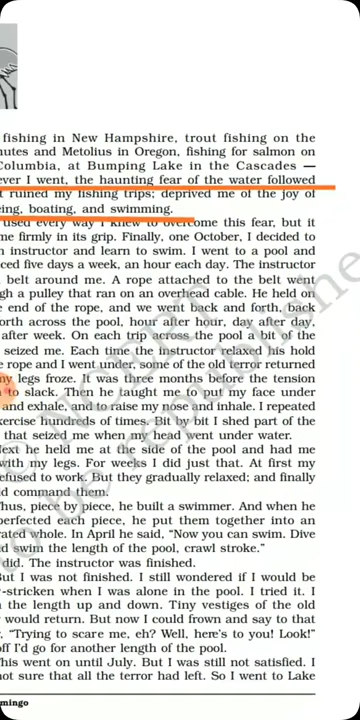 fishing in New Hampshire, trout fishing on the
hutes and Metolius in Oregon, fishing for salmon on
Columbia, at Bumping Lake in the Cascades —
ever I went, the haunting fear of the water followed
t ruined my fishing trips; deprived me of the joy of
eing, boating, and swimming.
used every way I knew to overcome this fear, but it
me firmly in its grip. Finally, one October, I decided to
n instructor and learn to swim. I went to a pool and
iced five days a week, an hour each day. The instructor
belt around me. A rope attached to the belt went
gh a pulley that ran on an overhead cable. He held on
e end of the rope, and we went back and forth, back
orth across the pool, hour after hour, day after day,
after week. On each trip across the pool a bit of the
seized me. Each time the instructor relaxed his hold
e rope and I went under, some of the old terror returned
my legs froze. It was three months before the tension
to slack. Then he taught me to put my face under
and exhale, and to raise my nose and inhale. I repeated
xercise hundreds of times. Bit by bit I shed part of the
that seized me when my head went under water.
Next he held me at the side of the pool and had me
with my legs. For weeks I did just that. At first my
efused to work. But they gradually relaxed; and finally
ld command them.
hus, piece by piece, he built a swimmer. And when he
perfected each piece, he put them together into an
rated whole. In April he said, “Now you can swim. Dive
d swim the length of the pool, crawl stroke.”
did. The instructor was finished.
But I was not finished. I still wondered if I would be
r-stricken when I was alone in the pool. I tried it. I
the length up and down. Tiny vestiges of the old
would return. But now I could frown and say to that
, “Trying to scare me, eh? Well, here’s to you! Look!”
off I’d go for another length of the pool.
his went on until July. But I was still not satisfied. I
not sure that all the terror had left. So I went to Lake
mingo
to be republished